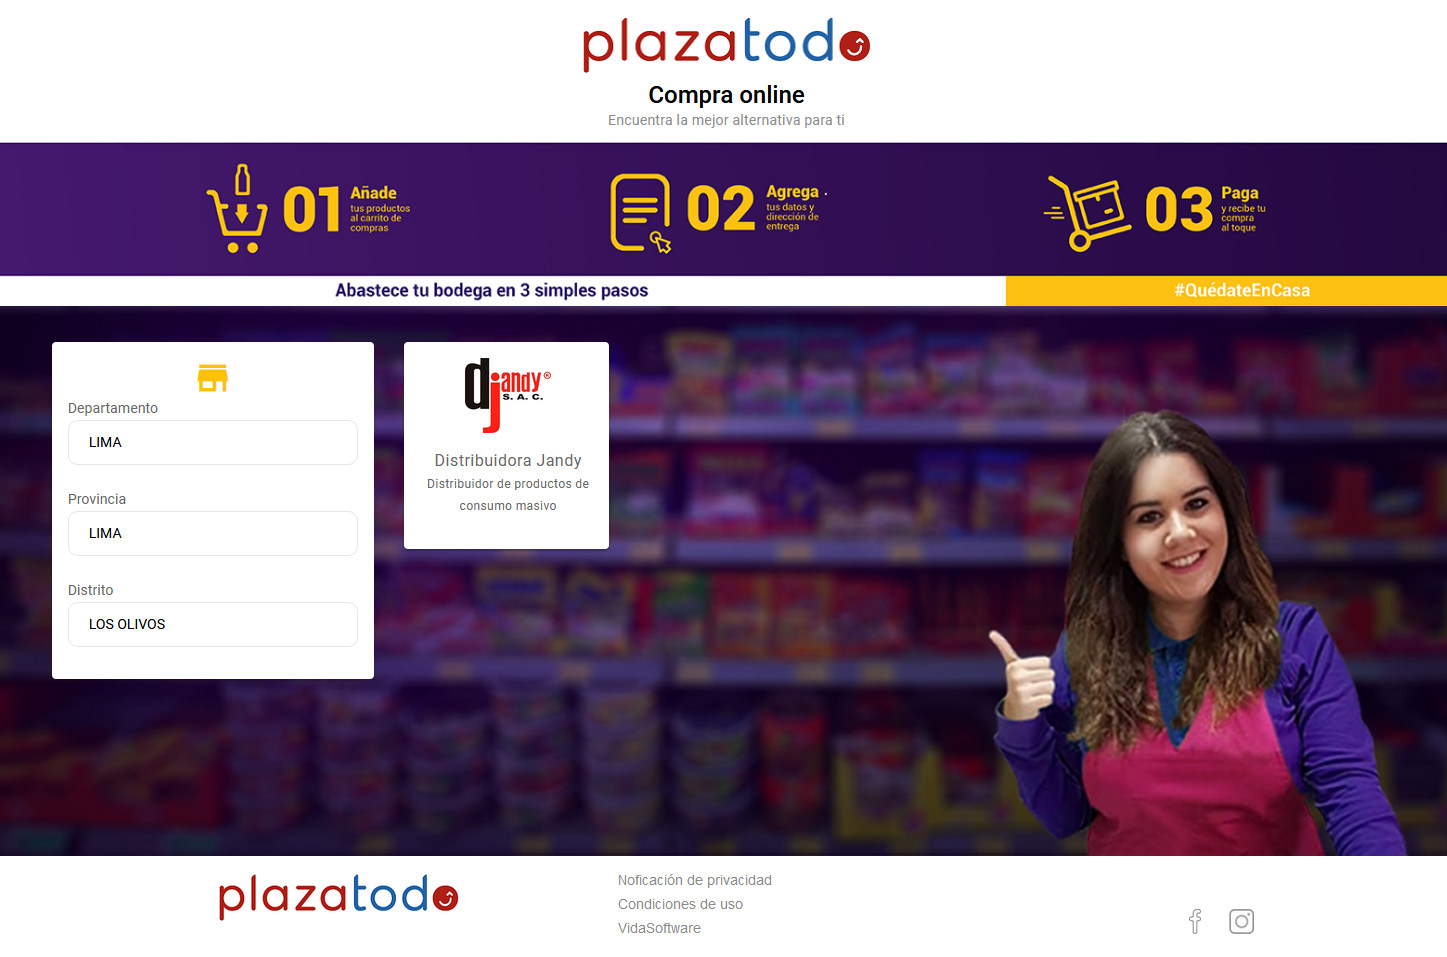 plazatodo
Compra online
Encuentra la mejor alternativa para ti
01 Añade
tus productos
al carrito de
compras
02 Agrega
tus datos y
dirección de
entrega
03 Paga
y recibe tu
compra
al toque
Abastece tu bodega en 3 simples pasos
#QuédateEnCasa
Departamento
LIMA
Provincia
LIMA
Distrito
LOS OLIVOS
djandy®
S. A. C.
Distribuidora Jandy
Distribuidor de productos de
consumo masivo
plazatodo
Noficación de privacidad
Condiciones de uso
VidaSoftware